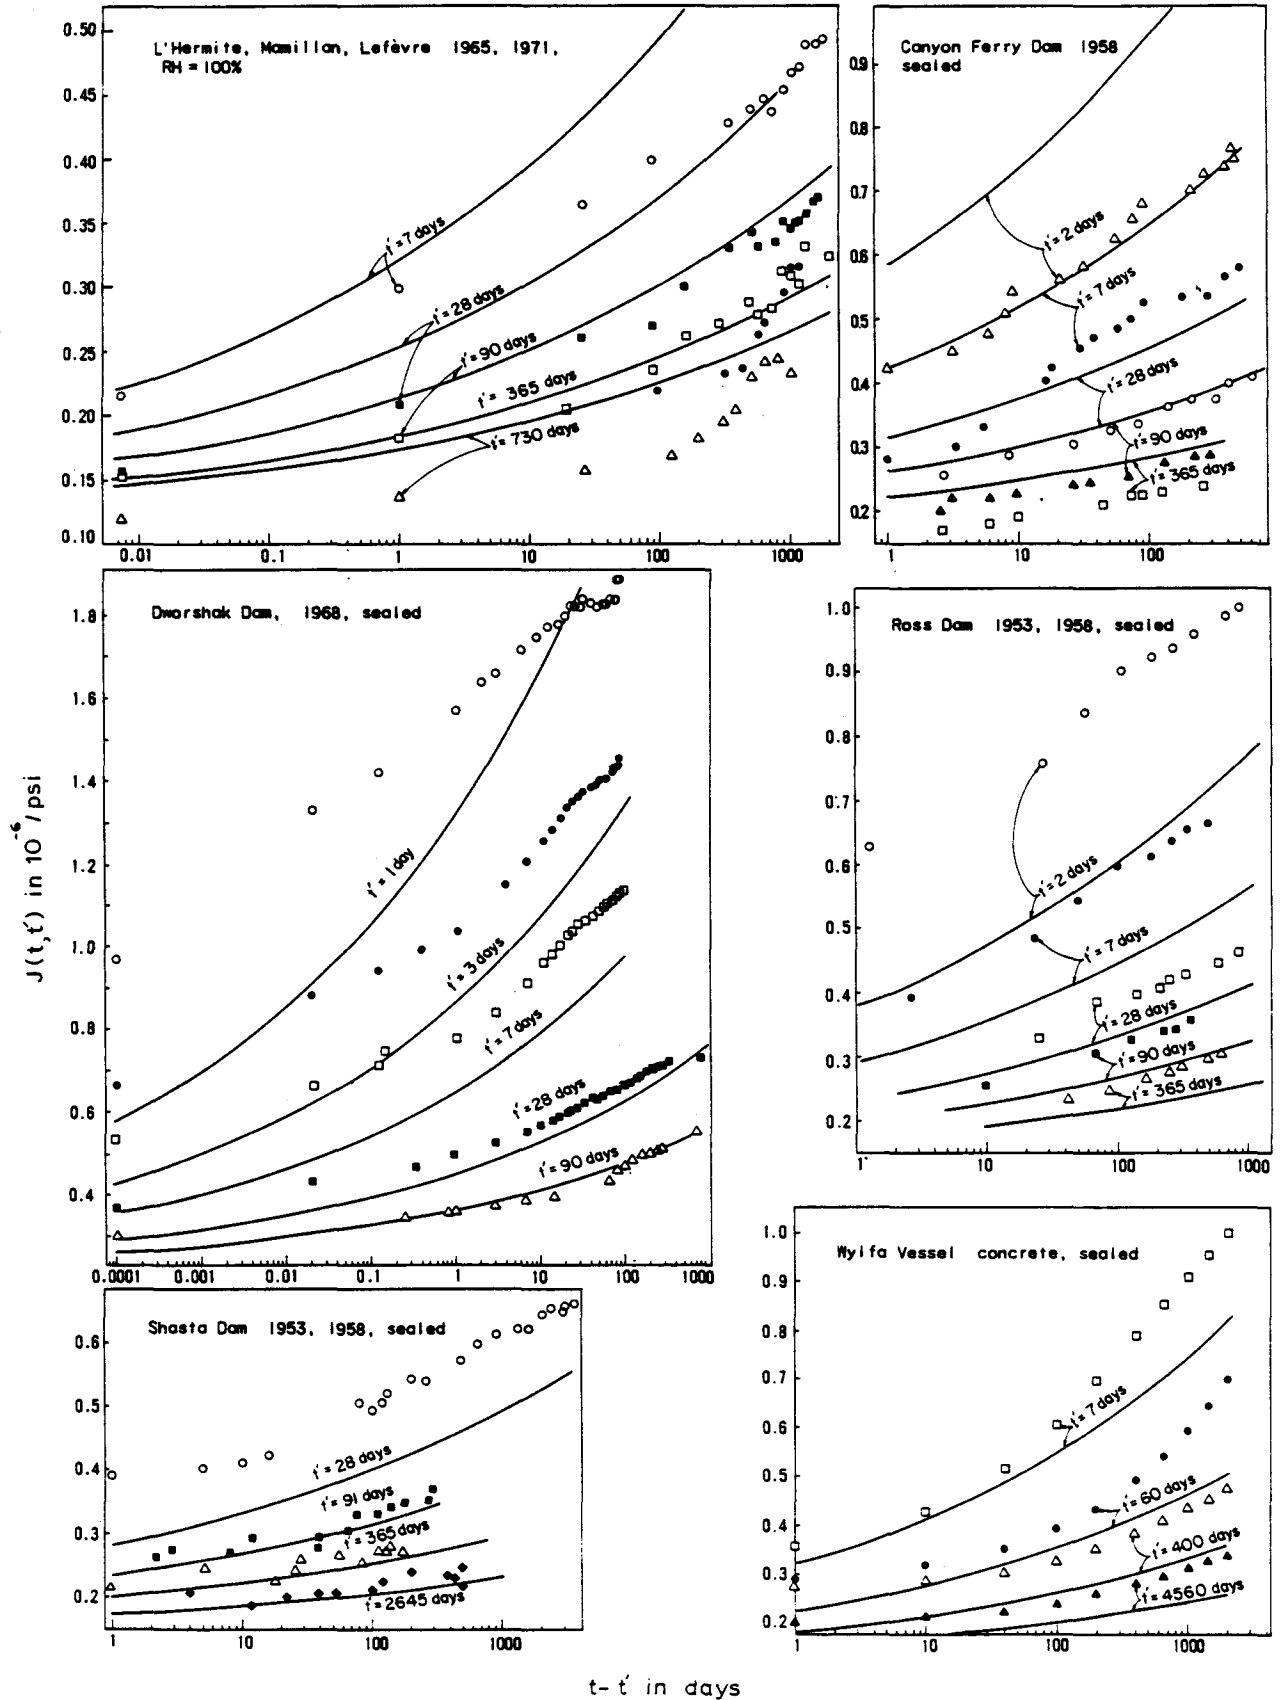 L'Hermite, Mamillan, Lefèvre 1965, 1971,
RH = 100%
0.50
0.45
0.40
0.35
0.30
0.25
0.20
0.15
0.10
t' = 7 days
t' = 28 days
t' = 90 days
t' = 365 days
t' = 730 days
0.01 0.1 1 10 100 1000
Canyon Ferry Dam 1958
sealed
0.9
0.8
0.7
0.6
0.5
0.4
0.3
0.2
t' = 2 days
t' = 7 days
t' = 28 days
t' = 90 days
t' = 365 days
1 10 100
Dworshak Dam, 1968, sealed
1.8
1.6
1.4
1.2
1.0
0.8
0.6
0.4
t' = 1 day
t' = 3 days
t' = 7 days
t' = 28 days
t' = 90 days
0.0001 0.001 0.01 0.1 1 10 100 1000
J(t,t') in 10⁻⁶/psi
Ross Dam 1953, 1958, sealed
1.0
0.9
0.8
0.7
0.6
0.5
0.4
0.3
0.2
t' = 2 days
t' = 7 days
t' = 28 days
t' = 90 days
t' = 365 days
1 10 100 1000
Shasta Dam 1953, 1958, sealed
0.6
0.5
0.4
0.3
0.2
t' = 28 days
t' = 91 days
t' = 365 days
t' = 2645 days
1 10 100 1000
Wylfa Vessel concrete, sealed
1.0
0.9
0.8
0.7
0.6
0.5
0.4
0.3
0.2
t' = 7 days
t' = 60 days
t' = 400 days
t' = 4560 days
1 10 100 1000
t-t' in days